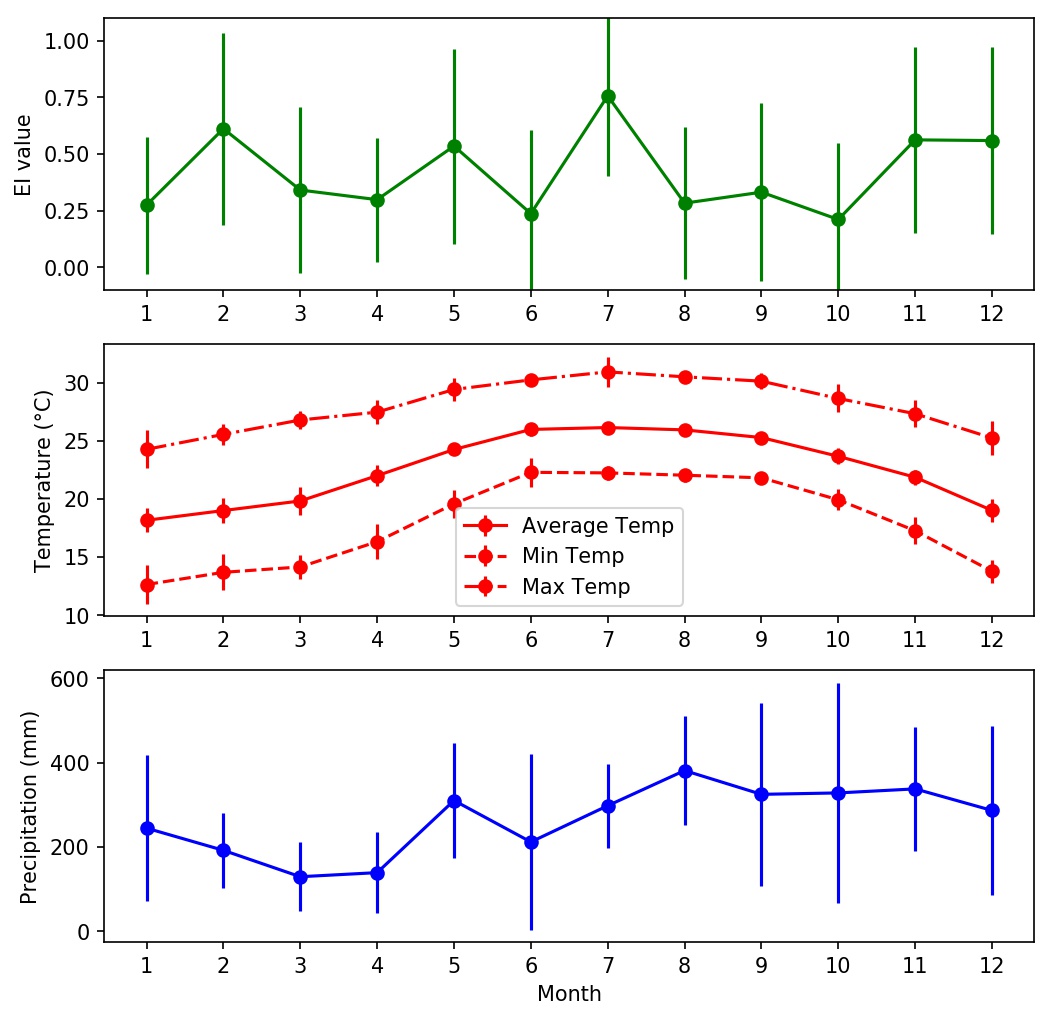 EI value
1.00
0.75
0.50
0.25
0.00
1 2 3 4 5 6 7 8 9 10 11 12
Temperature (°C)
30
25
20
15
10
Average Temp
Min Temp
Max Temp
1 2 3 4 5 6 7 8 9 10 11 12
Precipitation (mm)
600
400
200
0
1 2 3 4 5 6 7 8 9 10 11 12
Month